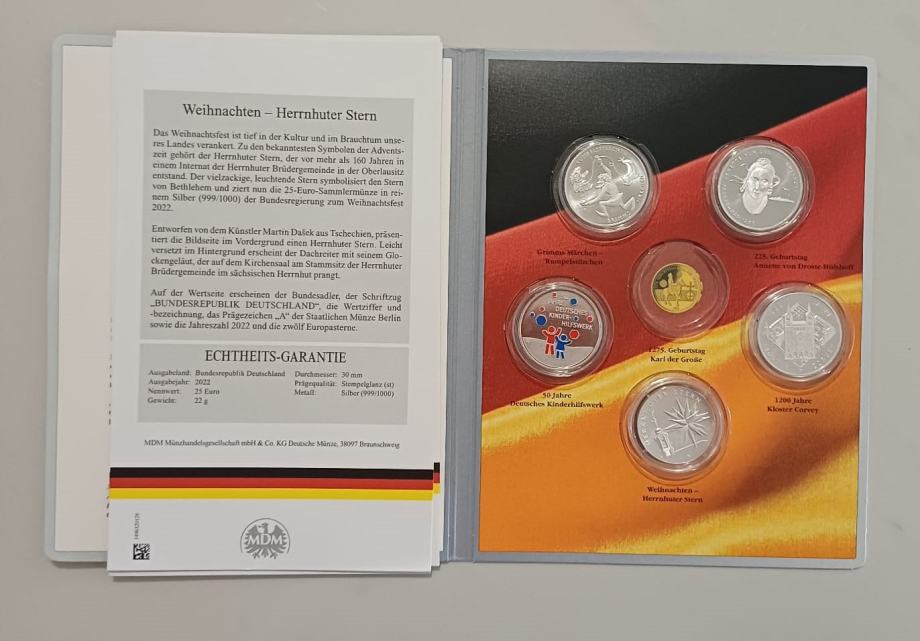 Weihnachten – Herrnhuter Stern
Das Weihnachtsfest ist tief in der Kultur und im Brauchtum unse-
res Landes verankert. Zu den bekanntesten Symbolen der Advents-
zeit gehört der Herrnhuter Stern, der vor mehr als 160 Jahren in
einem Internat der Herrnhuter Brüdergemeinde in der Oberlausitz
entstand. Der vielzackige, leuchtende Stern symbolisiert den Stern
von Bethlehem und ziert nun die 25-Euro-Sammlermünze in rei-
nem Silber (999/1000) der Bundesregierung zum Weihnachtsfest
2022.
Entworfen von dem Künstler Martin Dašek aus Tschechien, präsen-
tiert die Bildseite im Vordergrund einen Herrnhuter Stern. Leicht
versetzt im Hintergrund erscheint der Dachreiter mit seinem Glo-
ckengeläut, der auf dem Kirchensaal am Stammsitz der Herrnhuter
Brüdergemeinde im sächsischen Herrnhut prangt.
Auf der Wertseite erscheinen der Bundesadler, der Schriftzug
„BUNDESREPUBLIK DEUTSCHLAND“, die Wertziffer und
-bezeichnung, das Prägezeichen „A“ der Staatlichen Münze Berlin
sowie die Jahreszahl 2022 und die zwölf Europasterne.
ECHTHEITS-GARANTIE
Ausgabeland: Bundesrepublik Deutschland Durchmesser: 30 mm
Ausgabejahr: 2022 Prägequalität: Stempelglanz (st)
Nennwert: 25 Euro Metall: Silber (999/1000)
Gewicht: 22 g
MDM Münzhandelsgesellschaft mbH & Co. KG Deutsche Münze, 38097 Braunschweig
MDM
Grimms Märchen –
Rumpelstilzchen
225. Geburtstag
Annette von Droste-Hülshoff
DEUTSCHES
KINDER-
HILFSWERK
1275. Geburtstag
Karl der Große
50 Jahre
Deutsches Kinderhilfswerk
1200 Jahre
Kloster Corvey
Weihnachten –
Herrnhuter Stern